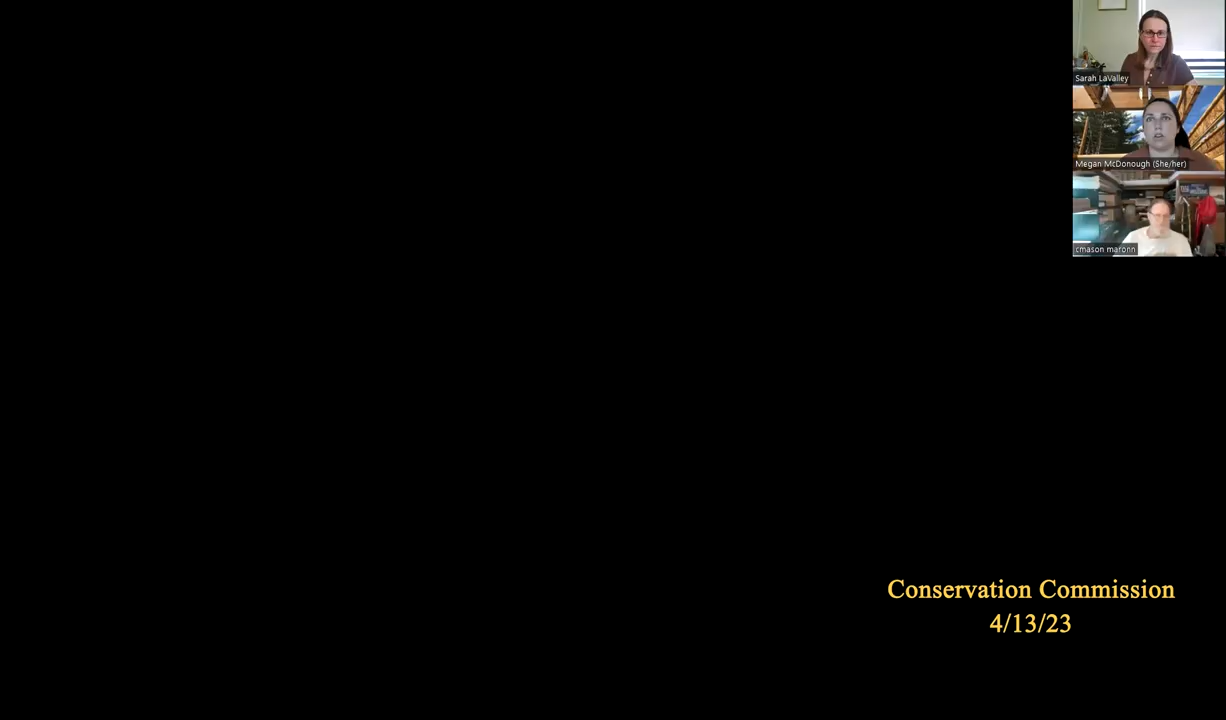 Sarah LaValley
Megan McDonough (She/her)
cmason maronn
Conservation Commission
4/13/23